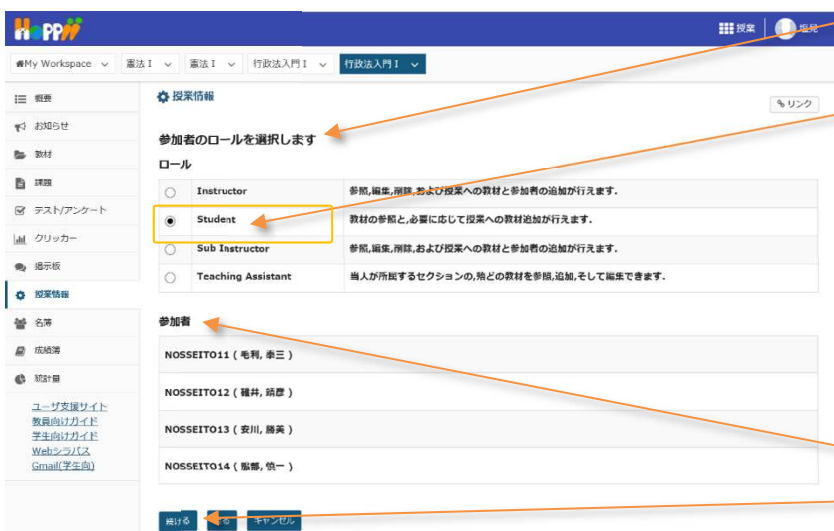 Hoppii
授業
塩見
My Workspace 憲法Ⅰ 憲法Ⅰ 行政法入門Ⅰ 行政法入門Ⅰ
概要
お知らせ
教材
課題
テスト/アンケート
クリッカー
掲示板
授業情報
名簿
成績簿
統計量
ユーザ支援サイト
教員向けガイド
学生向けガイド
Webシラバス
Gmail(学生向)
授業情報
リンク
参加者のロールを選択します
ロール
Instructor 参照,編集,削除,および授業への教材と参加者の追加が行えます.
Student 教材の参照と,必要に応じて授業への教材追加が行えます.
Sub Instructor 参照,編集,削除,および授業への教材と参加者の追加が行えます.
Teaching Assistant 当人が所属するセクションの,殆どの教材を参照,追加,そして編集できます.
参加者
NOSSEITO11 ( 毛利, 泰三 )
NOSSEITO12 ( 碓井, 靖彦 )
NOSSEITO13 ( 安川, 勝美 )
NOSSEITO14 ( 服部, 慎一 )
続ける キャンセル